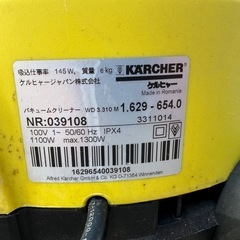 吸込仕事率 145W, 質量 6 kg
ケルヒャージャパン株式会社
KÄRCHER
ケルヒャー
Made in Romania
バキュームクリーナー WD 3.310 M 1.629 - 654.0
NR:039108
3311014
100V 1~ 50/60 Hz IPX4
1100W max.1300W
16296540039108
Alfred Kärcher GmbH & Co. KG D-71364 Winnenden